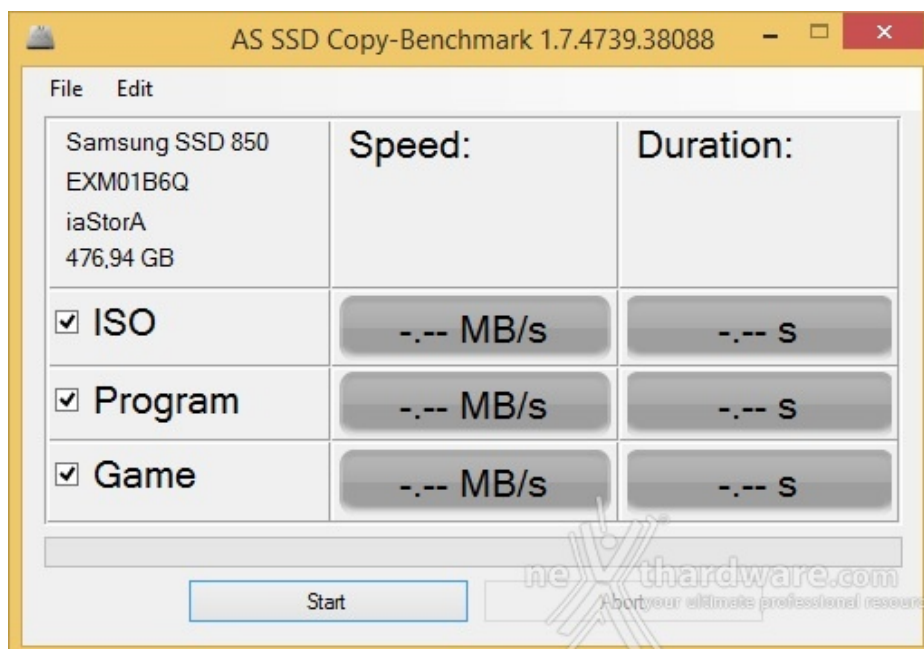 AS SSD Copy-Benchmark 1.7.4739.38088
File Edit
Samsung SSD 850
EXM01B6Q
iaStorA
476,94 GB
Speed:
Duration:
ISO
-.-- MB/s
-.-- s
Program
-.-- MB/s
-.-- s
Game
-.-- MB/s
-.-- s
nexthardware.com
your ultimate professional resour
Start
Abort